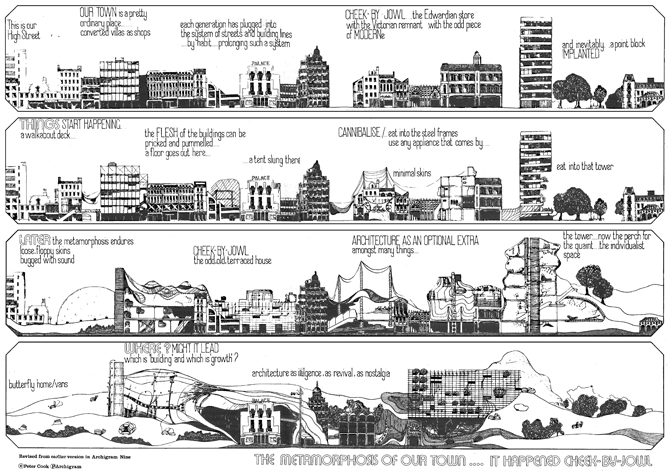 This is our
High Street
OUR TOWN is a pretty
ordinary place....
converted villas as shops
each generation has plugged into
the system of streets and building lines
....by habit....prolonging such a system
CHEEK-BY JOWL.... the Edwardian store
with the Victorian remnant..with the odd piece
of MODERNe
and inevitably...a point block
IMPLANTED
PALACE
THINGS START HAPPENING..
a walkabout deck....
the FLESH of the buildings can be
pricked and pummelled....
a floor goes out here....
...a tent slung there
CANNIBALISE /.. eat into the steel frames
use any appliance that comes by.....
minimal skins
eat into that tower
PALACE
LATER the metamorphosis endures
loose,floppy skins
bugged with sound
CHEEK-BY-JOWL
the odd,old,terraced house
ARCHITECTURE AS AN OPTIONAL EXTRA
amongst many things....
the tower....now the perch for
the quaint...the individualist
space
WHERE? MIGHT IT LEAD
which is building and which is growth?
butterfly home/vans
architecture as diligence, as revival, as nostalgia
PALACE
Revised from earlier version in Archigram Nine
©Peter Cook ℗Archigram
THE METAMORPHOSIS OF OUR TOWN .... IT HAPPENED CHEEK-BY-JOWL